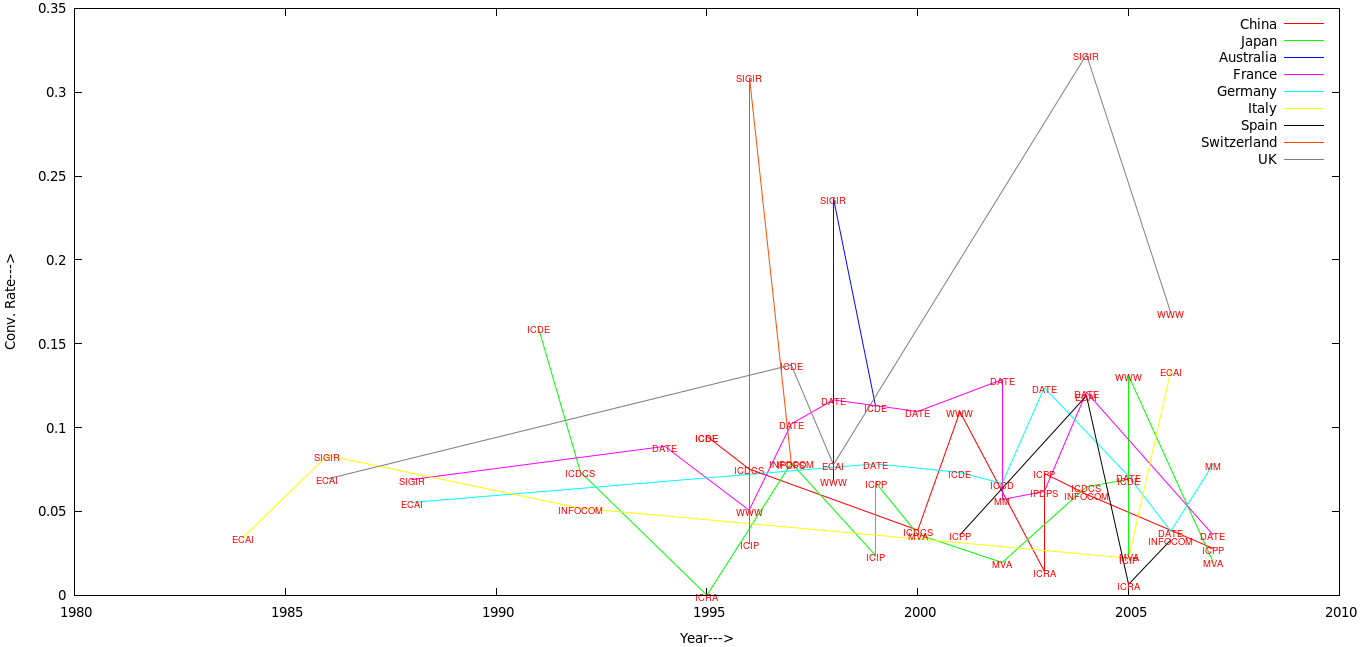 0.35
China
Japan
SIGIR
Australia
SIGIR
France
0.3
Germany
Italy
Spain
Switzerland
UK
0.25
SIGIR
0.2
WWW
0.15
ICDE
ICDE
ECAI
WWW
DATE
DATE
DATE
DATE
ICDE
DATE
WWW
0.1
DATE
ICDE
DATE
SIGIR
INFOCOM
DATE
ECAI
MM
ICDCS
ICDCS
ICDE
ICPP
ECAI
SIGIR
WWW
ICPP
DATE
ICDE
ICDCS
IPDPS
INFOCOM
ECAI
MM
0.05
INFOCOM
WWW
ECAI
ICIP
ICDCS
MVA
ICPP
DATE
INFOCOM
DATE
ICPP
ICIP
MVA
MVA
MVA
ICRA
ICRA
0
ICRA
1980
1985
1990
1995
2000
2005
2010
Year--->
Conv. Rate--->